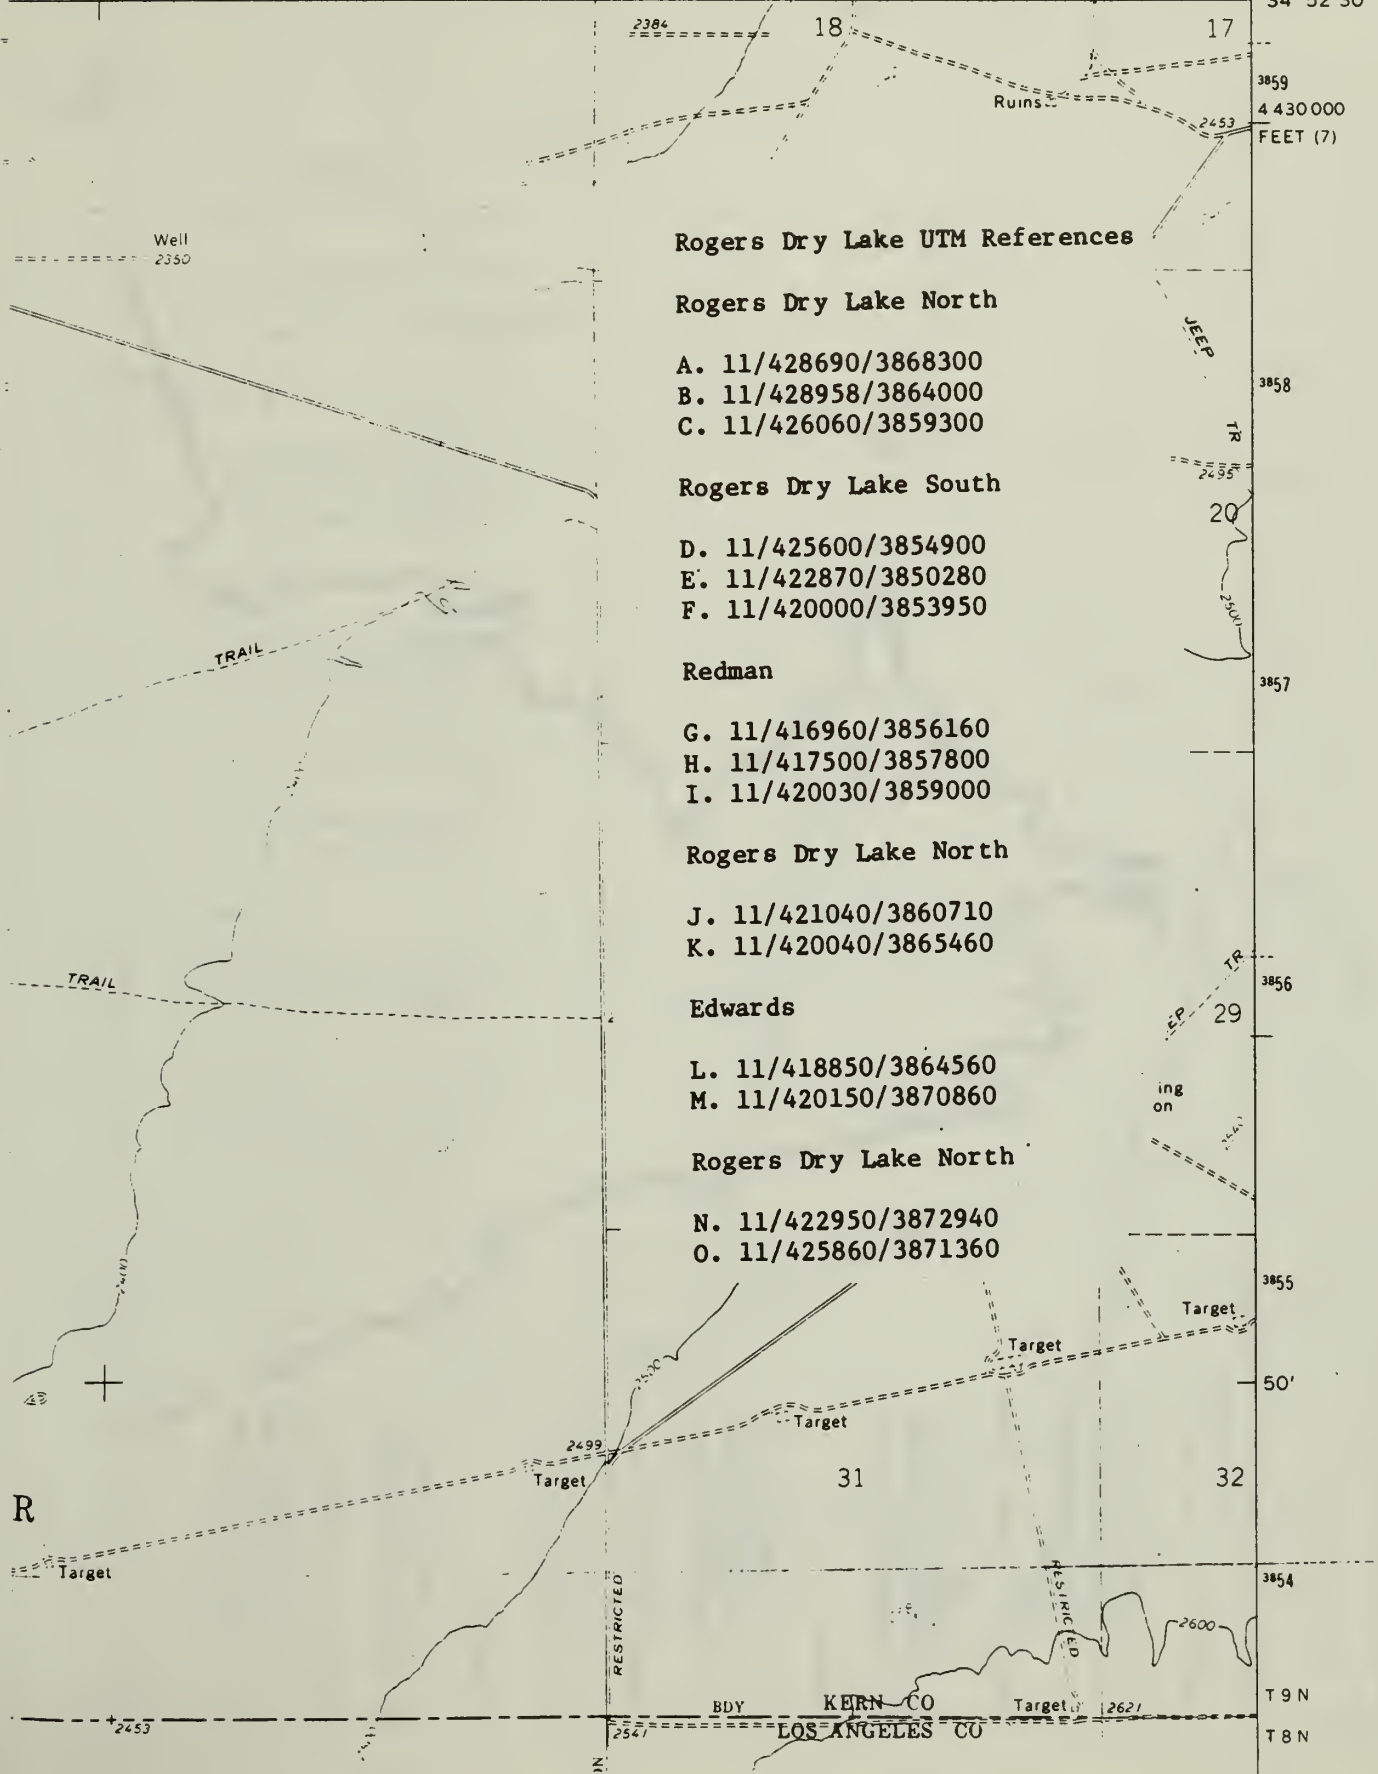 34° 52' 30"
2384
18
17
3859
Ruins
4 430 000
2453
FEET (7)
Well
2350
Rogers Dry Lake UTM References
Rogers Dry Lake North
JEEP
A. 11/428690/3868300
B. 11/428958/3864000
3858
C. 11/426060/3859300
TR
2495
Rogers Dry Lake South
20
D. 11/425600/3854900
E. 11/422870/3850280
2500
F. 11/420000/3853950
TRAIL
Redman
3857
G. 11/416960/3856160
H. 11/417500/3857800
I. 11/420030/3859000
Rogers Dry Lake North
J. 11/421040/3860710
K. 11/420040/3865460
TR
TRAIL
3856
Edwards
EP
29
L. 11/418850/3864560
ing
M. 11/420150/3870860
on
Rogers Dry Lake North
N. 11/422950/3872940
O. 11/425860/3871360
3855
Target
Target
2500
50'
Target
2499
Target
31
32
R
Target
3854
RESTRICTED
RESTRICTED
2600
T 9 N
BDY
KERN CO
Target
2621
2453
2541
LOS ANGELES CO
T 8 N